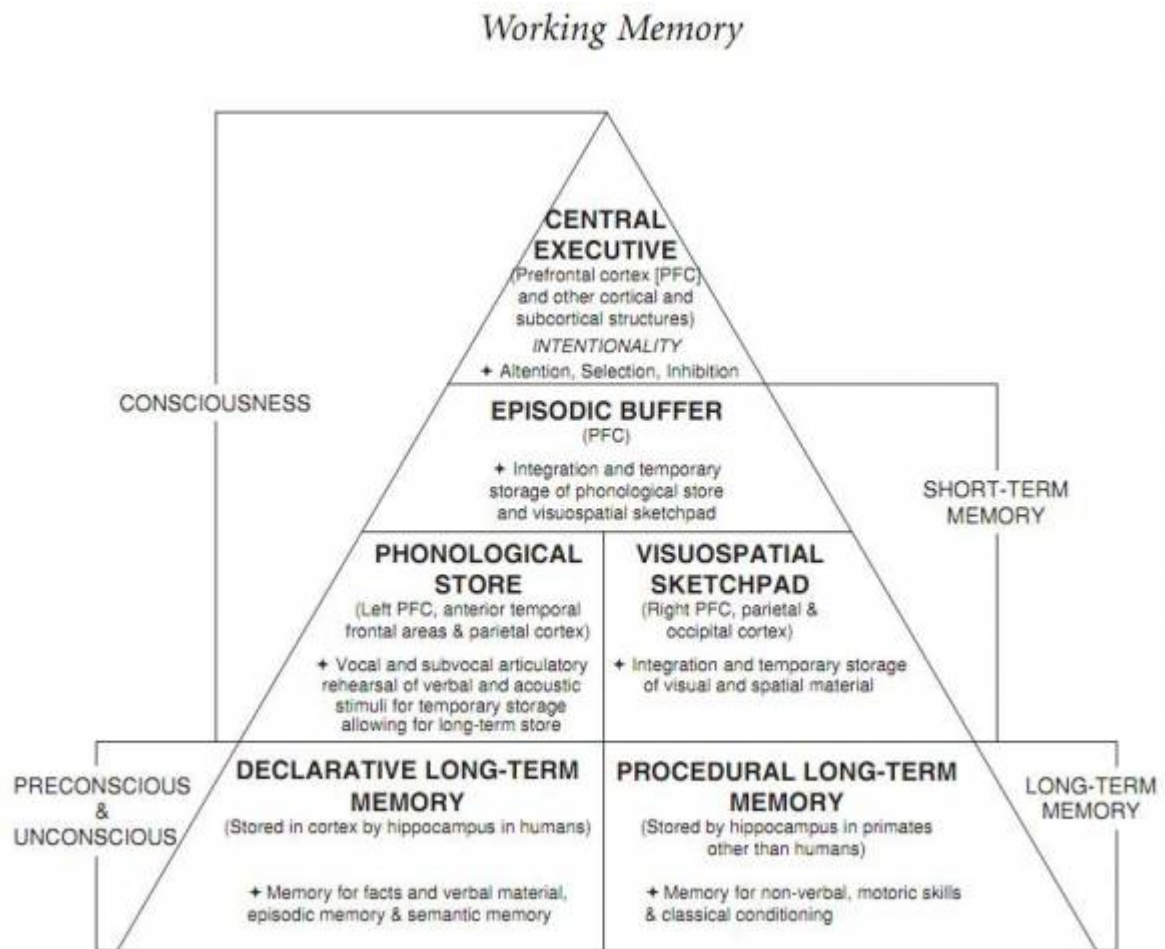 Working Memory
CENTRAL
EXECUTIVE
(Prefrontal cortex [PFC]
and other cortical and
subcortical structures)
INTENTIONALITY
+ Altention, Selection, Inhibition
CONSCIOUSNESS
EPISODIC BUFFER
(PFC)
+ Integration and temporary
storage of phonological store
and visuospatial sketchpad
SHORT-TERM
MEMORY
PHONOLOGICAL
STORE
(Left PFC, anterior temporal
frontal areas & parietal cortex)
+ Vocal and subvocal articulatory
rehearsal of verbal and acoustic
stimuli for temporary storage
allowing for long-term store
VISUOSPATIAL
SKETCHPAD
(Right PFC, parietal &
occipital cortex)
+ Integration and temporary storage
of visual and spatial material
PRECONSCIOUS
&
UNCONSCIOUS
DECLARATIVE LONG-TERM
MEMORY
(Stored in cortex by hippocampus in humans)
+ Memory for facts and verbal material,
episodic memory & semantic memory
PROCEDURAL LONG-TERM
MEMORY
(Stored by hippocampus in primates
other than humans)
+ Memory for non-verbal, motoric skills
& classical conditioning
LONG-TERM
MEMORY